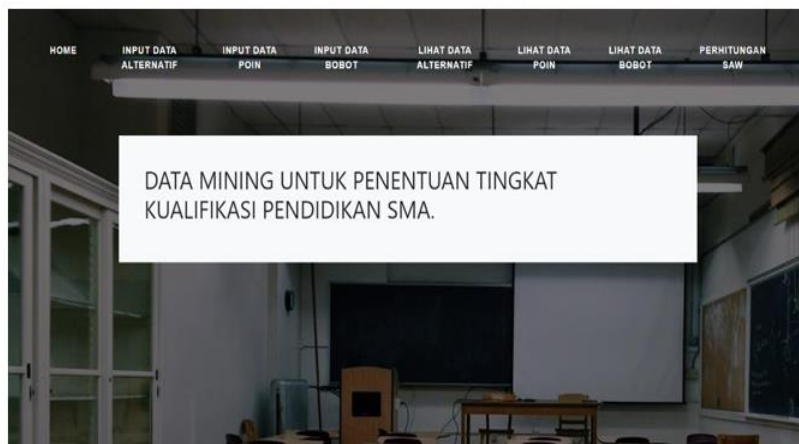 HOME
INPUT DATA
ALTERNATIF
INPUT DATA
POIN
INPUT DATA
BOBOT
LIHAT DATA
ALTERNATIF
LIHAT DATA
POIN
LIHAT DATA
BOBOT
PERHITUNGAN
SAW
DATA MINING UNTUK PENENTUAN TINGKAT
KUALIFIKASI PENDIDIKAN SMA.